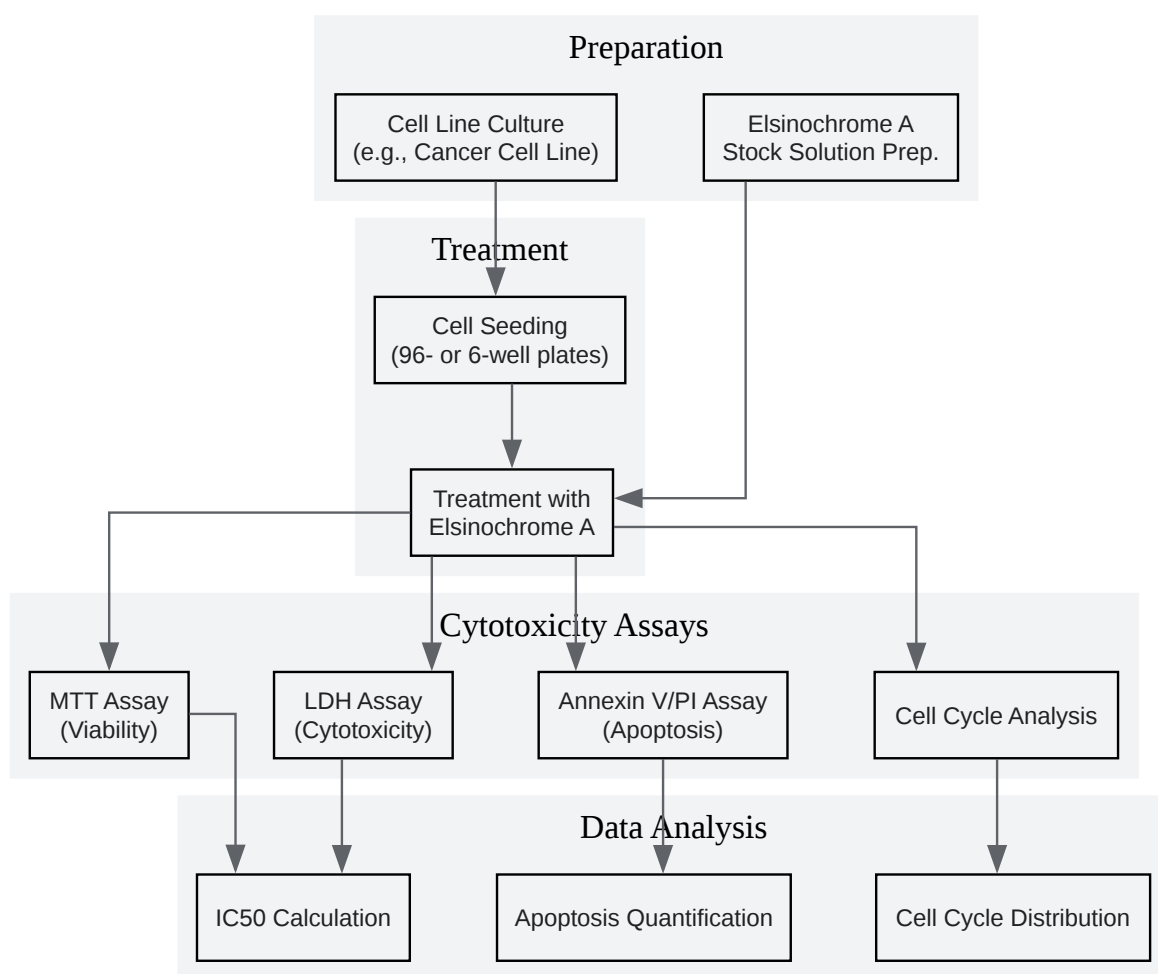 Preparation
Cell Line Culture
(e.g., Cancer Cell Line)
Elsinochrome A
Stock Solution Prep.
Treatment
Cell Seeding
(96- or 6-well plates)
Treatment with
Elsinochrome A
Cytotoxicity Assays
MTT Assay
(Viability)
LDH Assay
(Cytotoxicity)
Annexin V/PI Assay
(Apoptosis)
Cell Cycle Analysis
Data Analysis
IC50 Calculation
Apoptosis Quantification
Cell Cycle Distribution